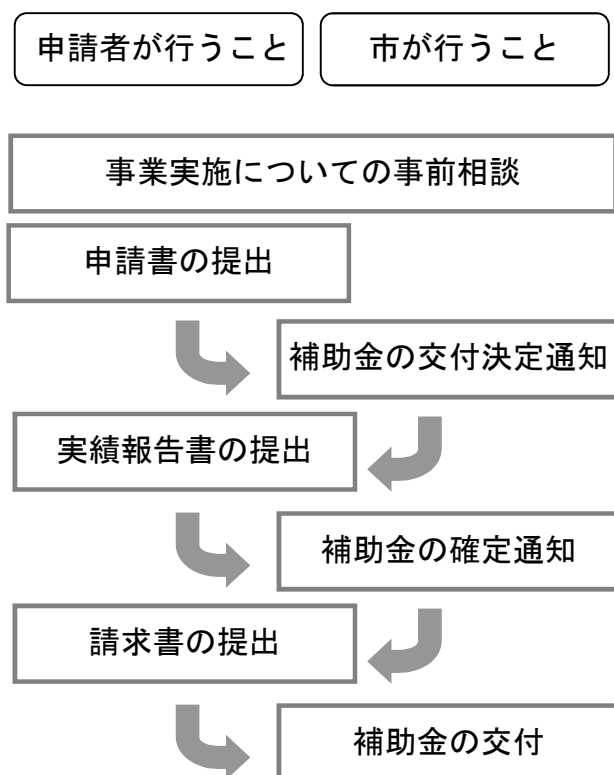 申請者が行うこと
市が行うこと
事業実施についての事前相談
申請書の提出
補助金の交付決定通知
実績報告書の提出
補助金の確定通知
請求書の提出
補助金の交付